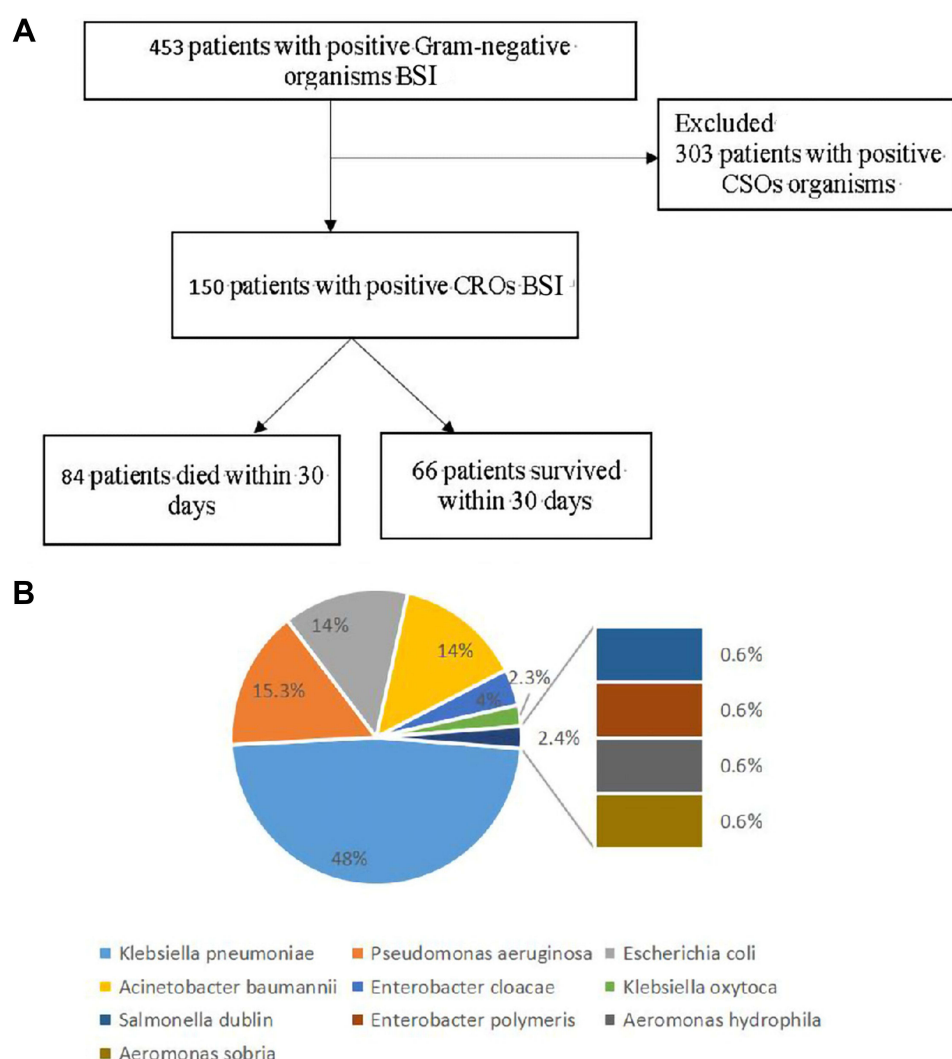 A
453 patients with positive Gram-negative
organisms BSI
Excluded
303 patients with positive
CSOs organisms
150 patients with positive CROs BSI
84 patients died within 30
days
66 patients survived
within 30 days
B
14%
14%
15.3%
2.3%
4%
2.4%
48%
0.6%
0.6%
0.6%
0.6%
Klebsiella pneumoniae
Pseudomonas aeruginosa
Escherichia coli
Acinetobacter baumannii
Enterobacter cloacae
Klebsiella oxytoca
Salmonella dublin
Enterobacter polymeris
Aeromonas hydrophila
Aeromonas sobria